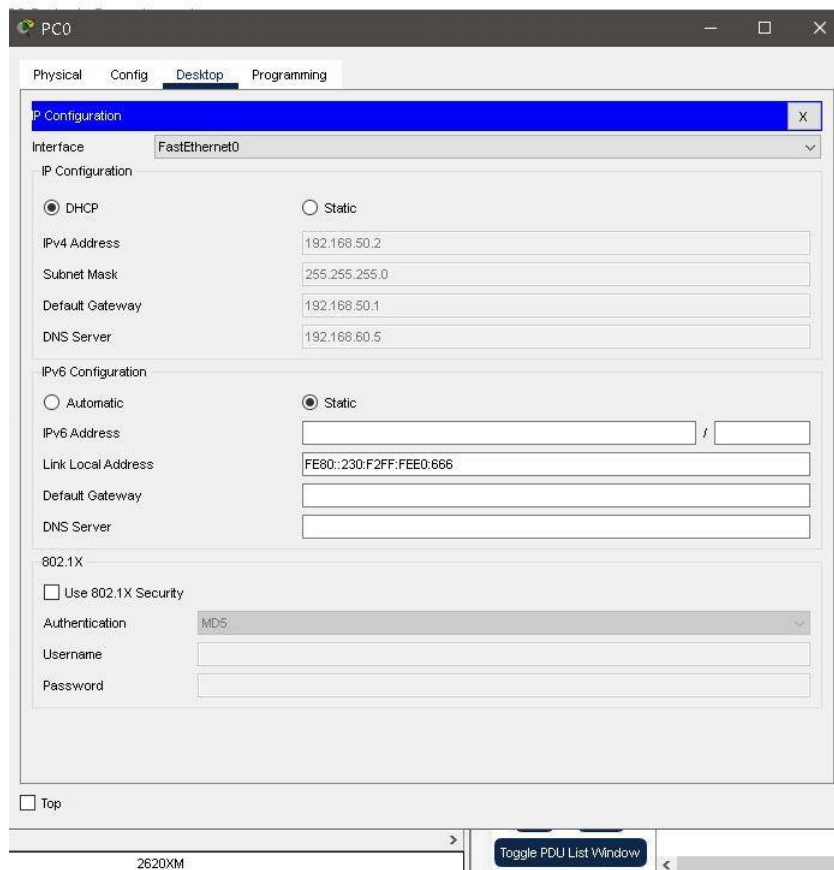 PC0
Physical Config Desktop Programming
IP Configuration X
Interface FastEthernet0
IP Configuration
DHCP Static
IPv4 Address 192.168.50.2
Subnet Mask 255.255.255.0
Default Gateway 192.168.50.1
DNS Server 192.168.60.5
IPv6 Configuration
Automatic Static
IPv6 Address /
Link Local Address FE80::230:F2FF:FEE0:666
Default Gateway
DNS Server
802.1X
Use 802.1X Security
Authentication MD5
Username
Password
Top
Toggle PDU List Window
2620XM